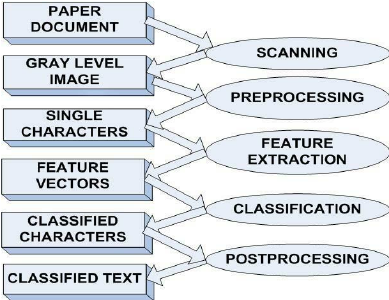 PAPER
DOCUMENT
SCANNING
GRAY LEVEL
IMAGE
PREPROCESSING
SINGLE
CHARACTERS
FEATURE
EXTRACTION
FEATURE
VECTORS
CLASSIFICATION
CLASSIFIED
CHARACTERS
POSTPROCESSING
CLASSIFIED TEXT